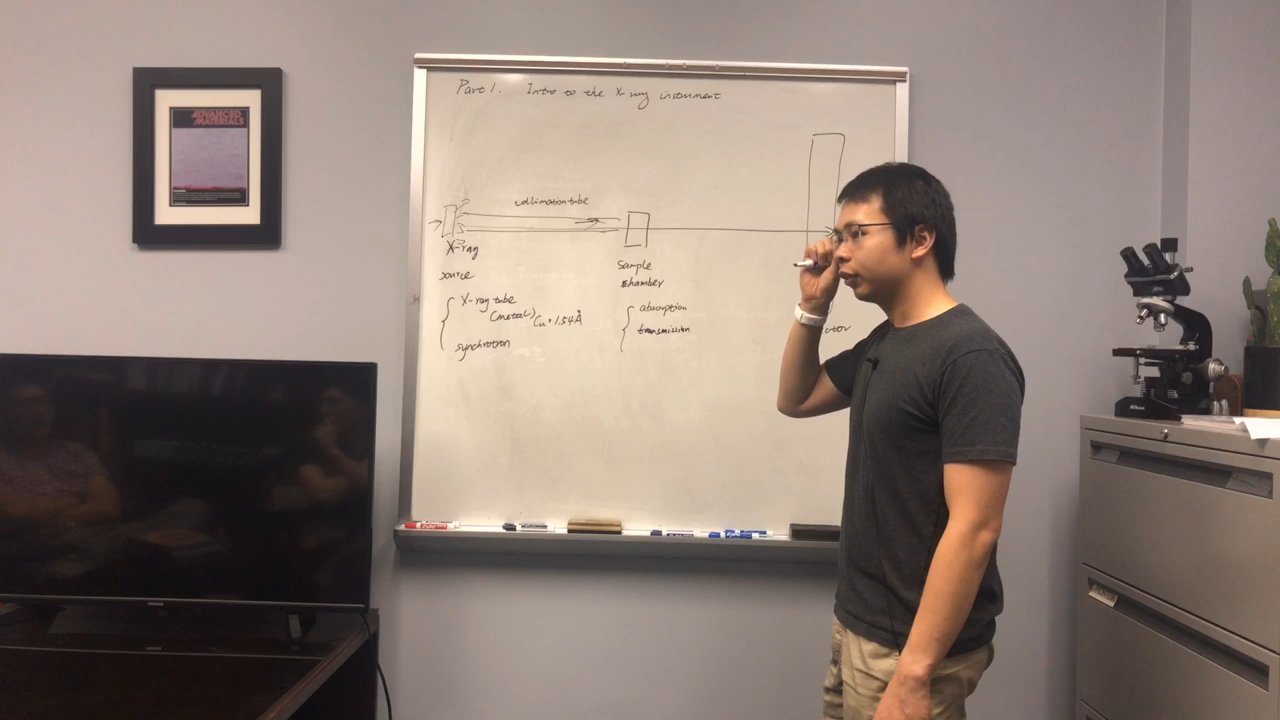 ADVANCED
MATERIALS
Part 1. Intro to the X-ray instrument
collimation tube
X-ray
source
X-ray tube
(metal) Cu = 1.54Å
synchrotron
sample
chamber
absorption
transmission
Nikon